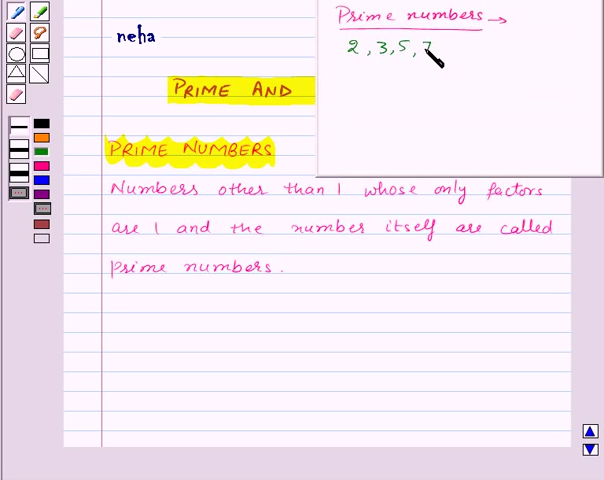 neha
Prime numbers →
2, 3, 5, 7
PRIME AND
PRIME NUMBERS
Numbers other than 1 whose only factors
are 1 and the number itself are called
prime numbers.